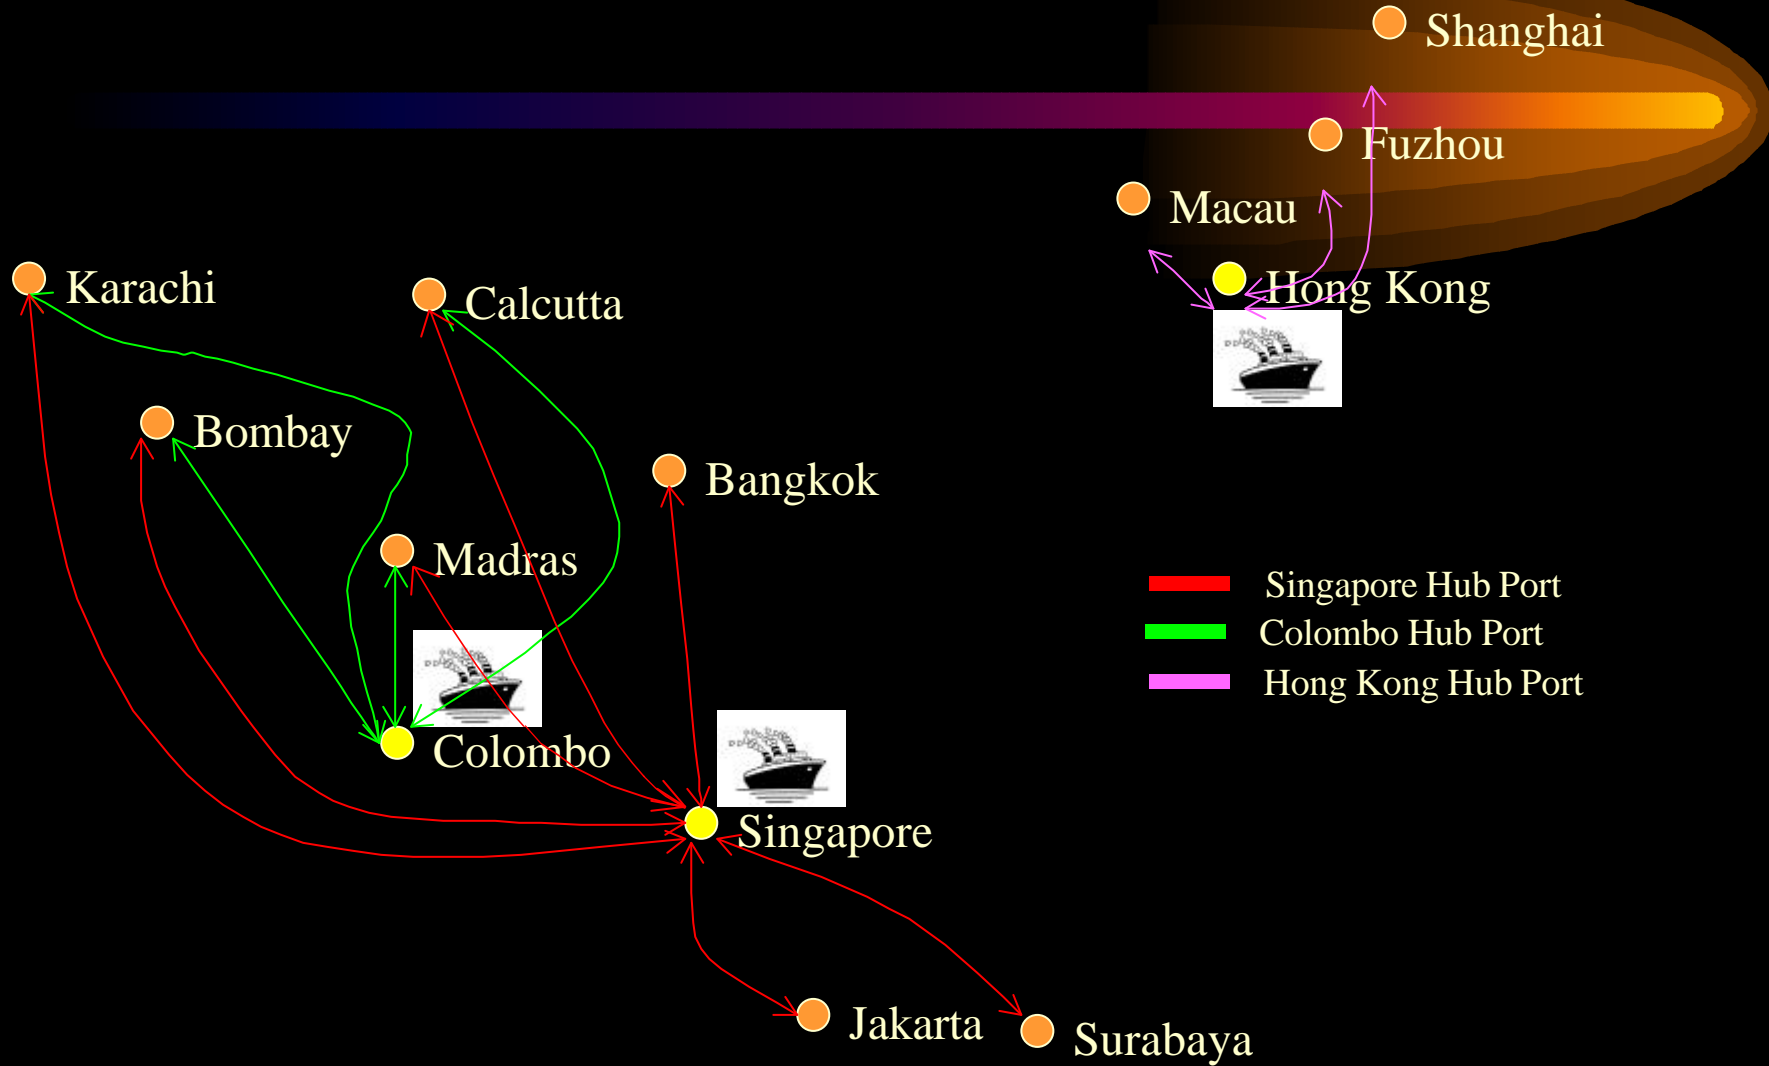 Shanghai
Fuzhou
Macau
Karachi
Calcutta
Hong Kong
Bombay
Bangkok
Madras
Singapore Hub Port
Colombo Hub Port
Hong Kong Hub Port
Colombo
Singapore
Jakarta
Surabaya